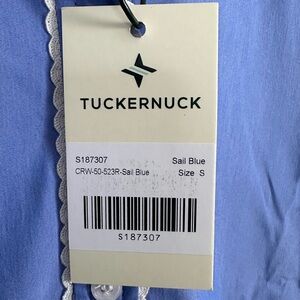 TUCKERNUCK
S187307 Sail Blue
CRW-50-523R-Sail Blue Size S
S187307